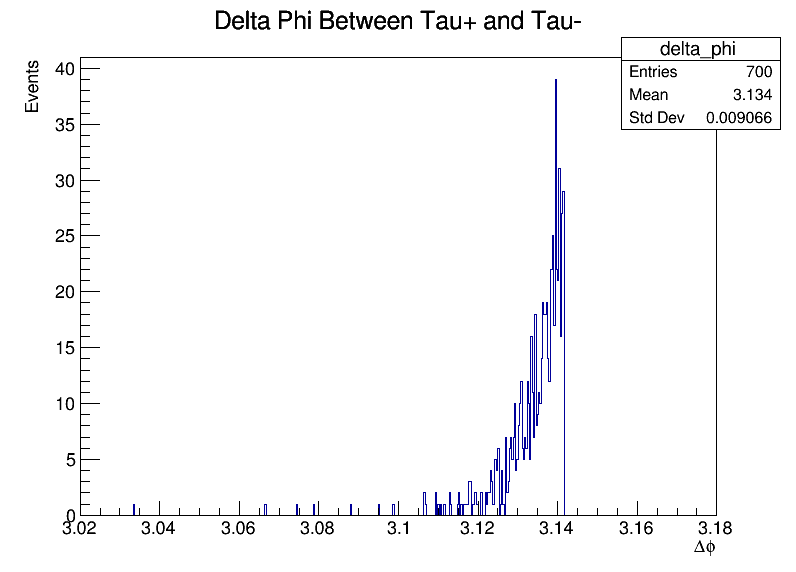 Delta Phi Between Tau+ and Tau-
delta_phi
Entries 700
Mean 3.134
Std Dev 0.009066
Events
40
35
30
25
20
15
10
5
0
3.02 3.04 3.06 3.08 3.1 3.12 3.14 3.16 3.18
Δϕ